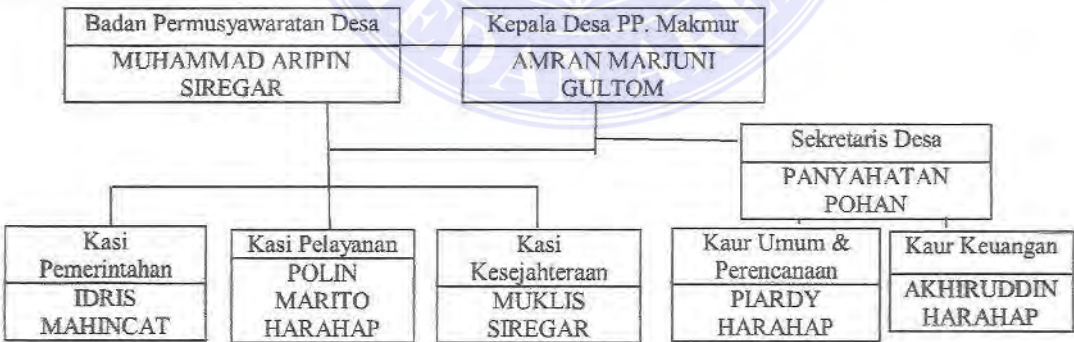 Badan Permusyawaratan Desa
MUHAMMAD ARIPIN
SIREGAR
Kepala Desa PP. Makmur
AMRAN MARJUNI
GULTOM
Sekretaris Desa
PANYAHATAN
POHAN
Kasi
Pemerintahan
IDRIS
MAHINCAT
Kasi Pelayanan
POLIN
MARITO
HARAHAP
Kasi
Kesejahteraan
MUKLIS
SIREGAR
Kaur Umum &
Perencanaan
PIARDY
HARAHAP
Kaur Keuangan
AKHIRUDDIN
HARAHAP